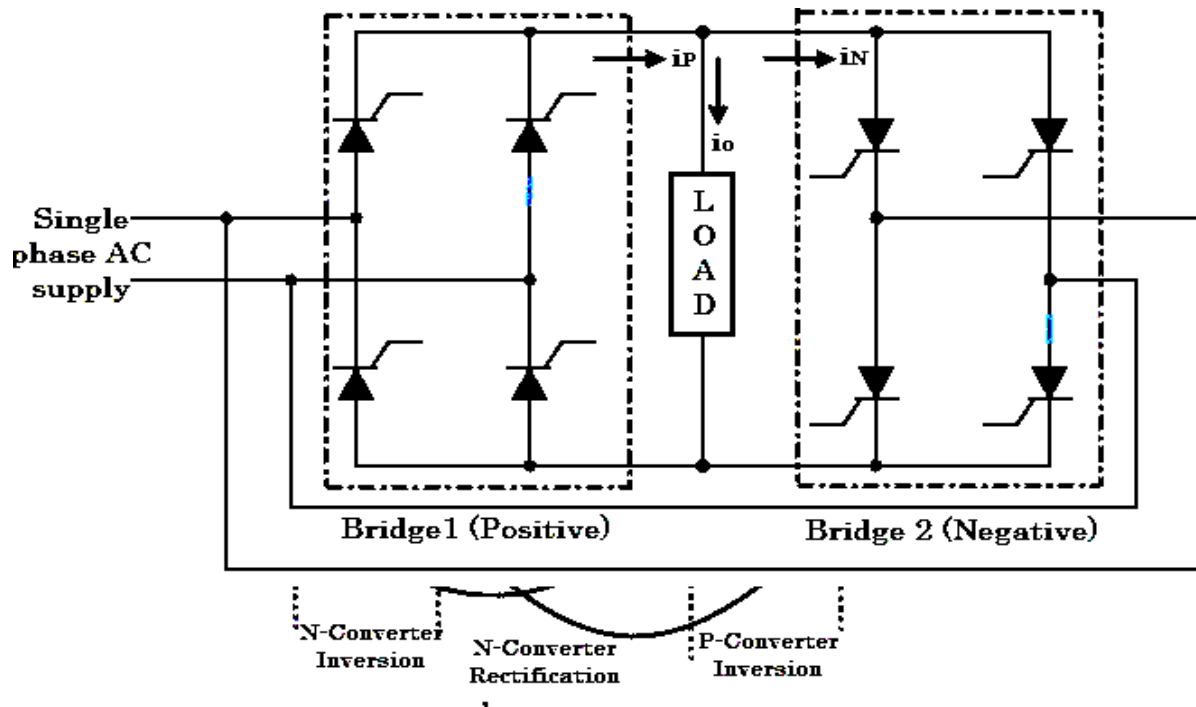 iP
iN
io
L
O
A
D
Single
phase AC
supply
Bridge1 (Positive)
Bridge 2 (Negative)
N-Converter
Inversion
N-Converter
Rectification
P-Converter
Inversion